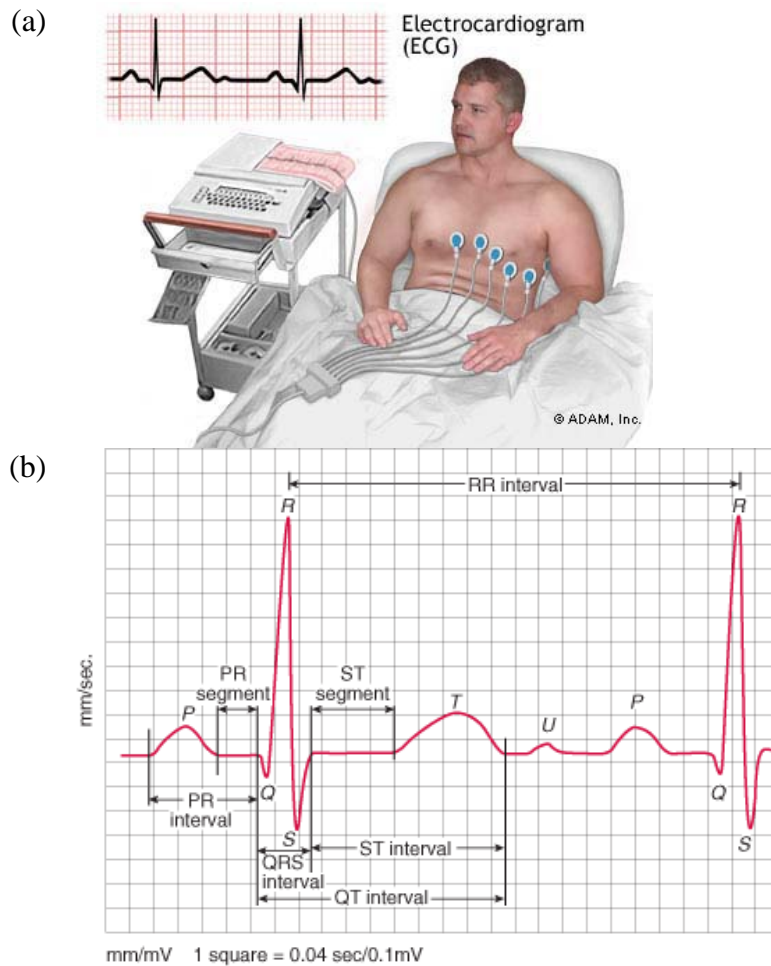 (a)
Electrocardiogram
(ECG)
© ADAM, Inc.
(b)
RR interval
R
R
PR
segment
ST
segment
mm/sec.
P
T
U
P
Q
Q
PR
interval
S
S
QRS
interval
ST interval
QT interval
mm/mV 1 square = 0.04 sec/0.1mV